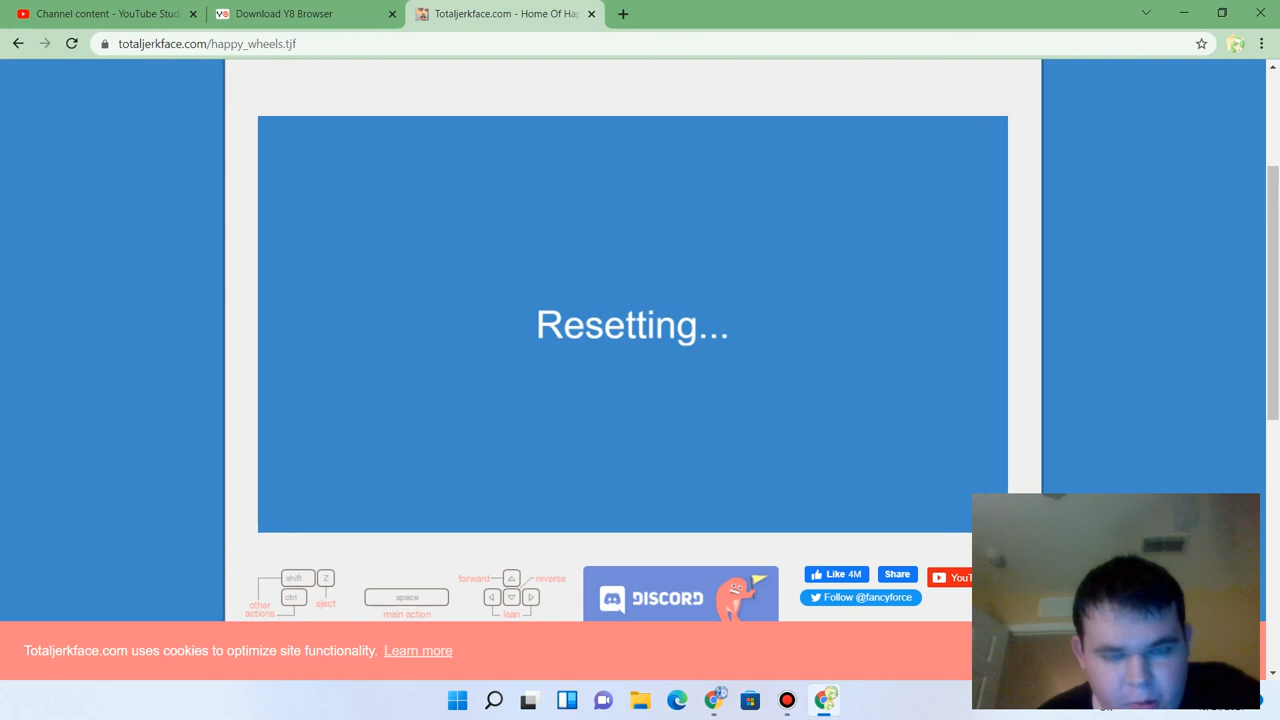 Channel content - YouTube Studi
Download Y8 Browser
Totaljerkface.com - Home Of Hap
totaljerkface.com/happy_wheels.tjf
Resetting...
shift
Z
ctrl
other
actions
eject
space
main action
forward
reverse
lean
DISCORD
Like 4M
Share
YouT
Follow @fancyforce
Totaljerkface.com uses cookies to optimize site functionality. Learn more